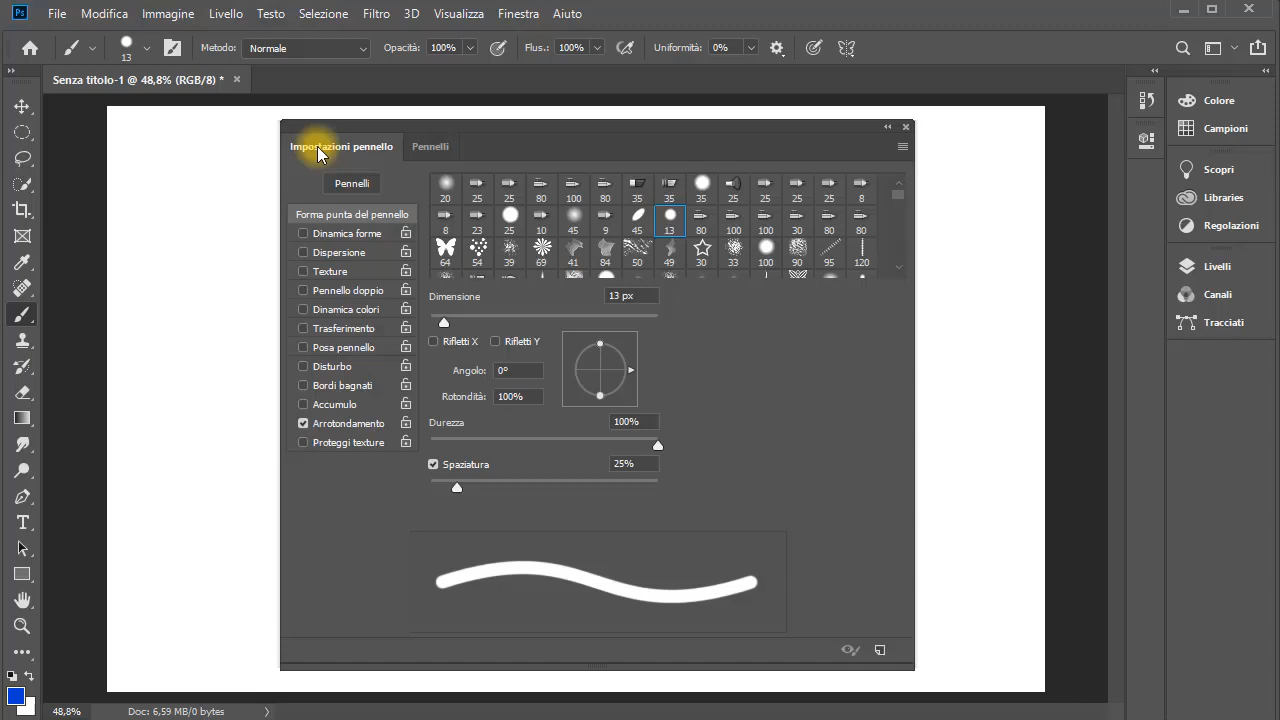 Ps File Modifica Immagine Livello Testo Selezione Filtro 3D Visualizza Finestra Aiuto
13 Metodo: Normale Opacità: 100% Flus.: 100% Uniformità: 0%
Senza titolo-1 @ 48,8% (RGB/8) *
Impostazioni pennello Pennelli
Pennelli
20 25 25 80 100 80 35 35 35 25 25 25 25 8
8 23 25 10 45 9 45 13 80 100 100 30 80 80
64 54 39 69 41 84 50 49 30 33 100 90 95 120
Forma punta del pennello
Dinamica forme
Dispersione
Texture
Pennello doppio
Dinamica colori
Trasferimento
Posa pennello
Disturbo
Bordi bagnati
Accumulo
Arrotondamento
Proteggi texture
Dimensione 13 px
Rifletti X Rifletti Y
Angolo: 0°
Rotondità: 100%
Durezza 100%
Spaziatura 25%
Colore
Campioni
Scopri
Libraries
Regolazioni
Livelli
Canali
Tracciati
48,8% Doc: 6,59 MB/0 bytes